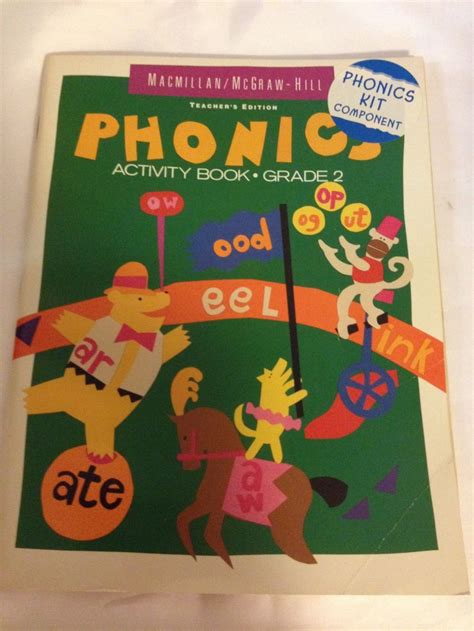 MACMILLAN/MCGRAW-HILL
TEACHER'S EDITION
PHONICS
ACTIVITY BOOK • GRADE 2
PHONICS
KIT
COMPONENT
ow
ood
op
og
ut
eel
ink
ar
ate
aw